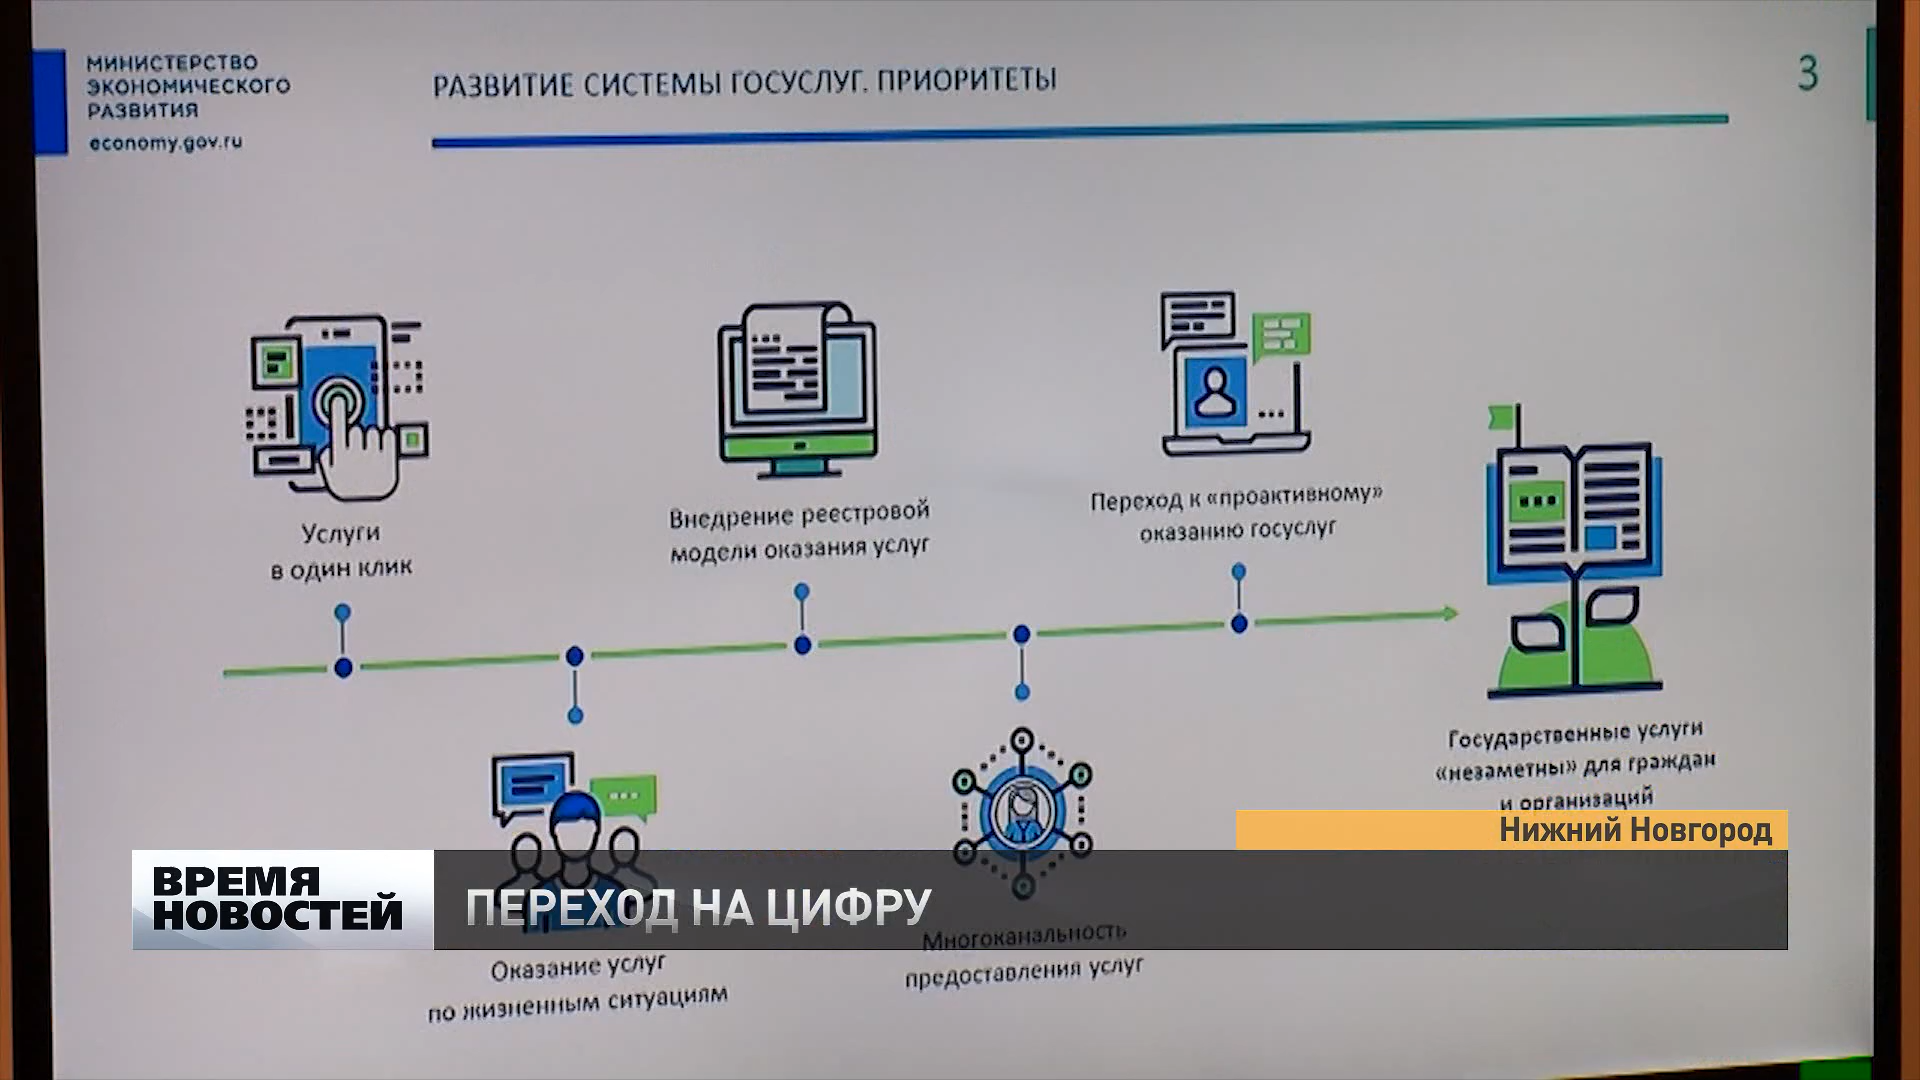 МИНИСТЕРСТВО
ЭКОНОМИЧЕСКОГО
РАЗВИТИЯ
economy.gov.ru
РАЗВИТИЕ СИСТЕМЫ ГОСУСЛУГ. ПРИОРИТЕТЫ
3
Услуги
в один клик
Внедрение реестровой
модели оказания услуг
Переход к «проактивному»
оказанию госуслуг
Государственные услуги
«незаметны» для граждан
и организаций
Нижний Новгород
ВРЕМЯ
НОВОСТЕЙ
ПЕРЕХОД НА ЦИФРУ
Оказание услуг
по жизненным ситуациям
Многоканальность
предоставления услуг